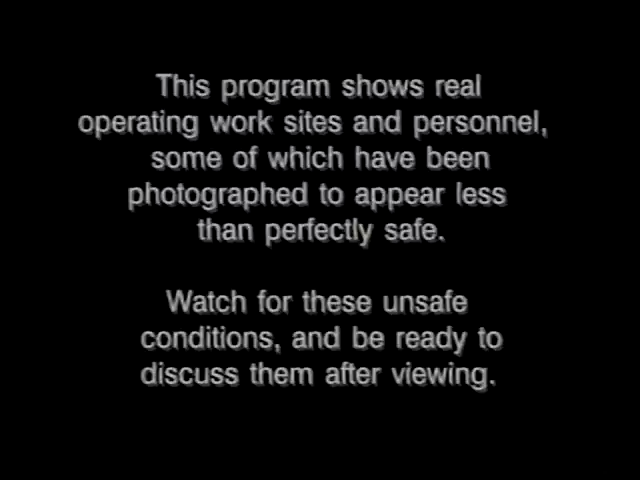 This program shows real
operating work sites and personnel,
some of which have been
photographed to appear less
than perfectly safe.
Watch for these unsafe
conditions, and be ready to
discuss them after viewing.